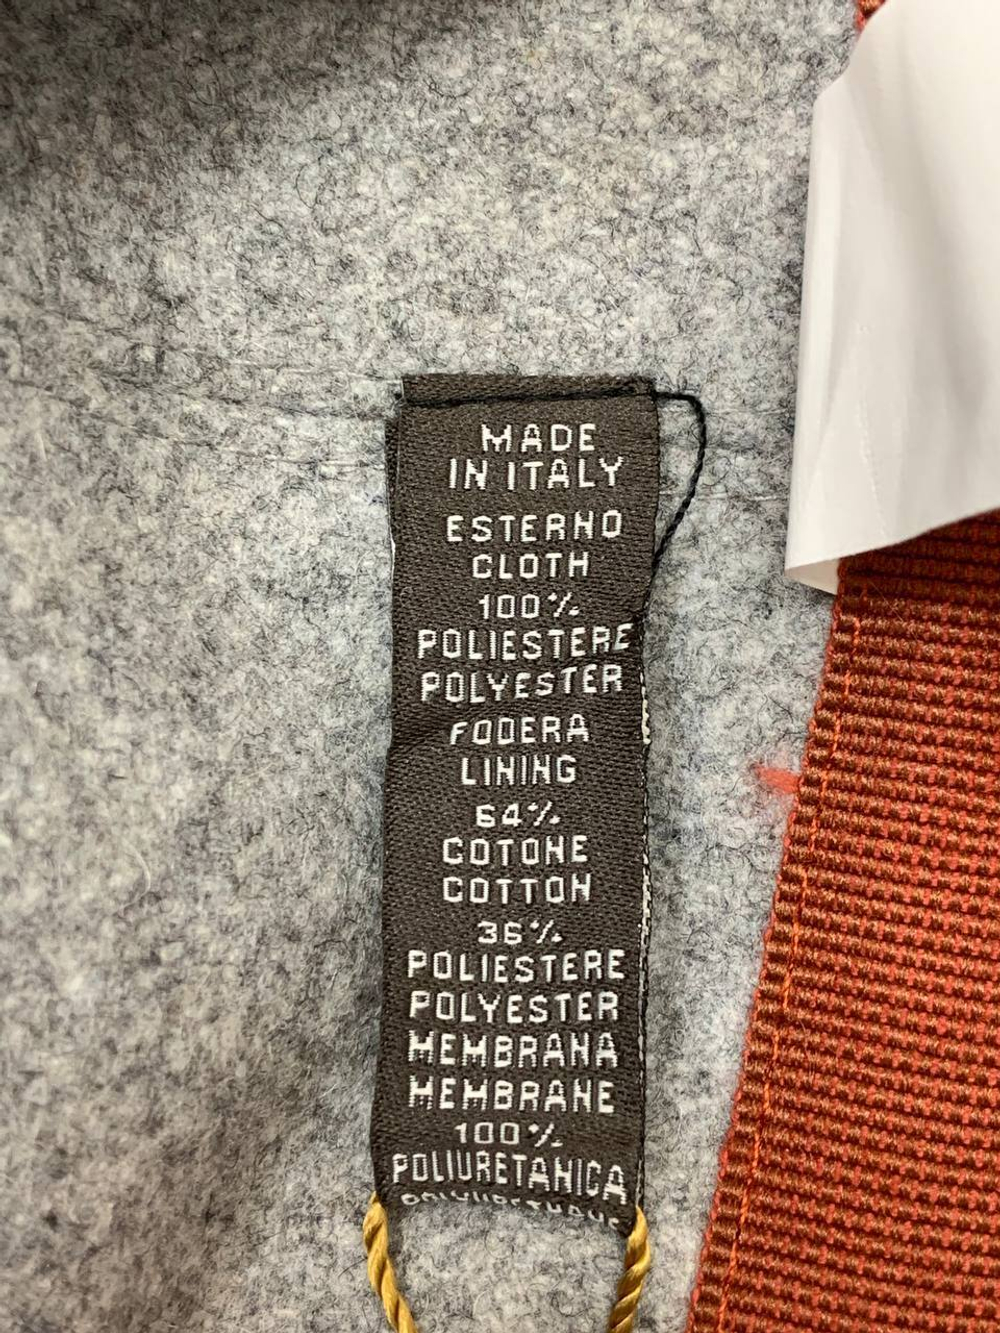 MADE
IN ITALY
ESTERNO
CLOTH
100%
POLIESTERE
POLYESTER
FODERA
LINING
64%
COTONE
COTTON
36%
POLIESTERE
POLYESTER
MEMBRANA
MEMBRANE
100%
POLIURETANICA